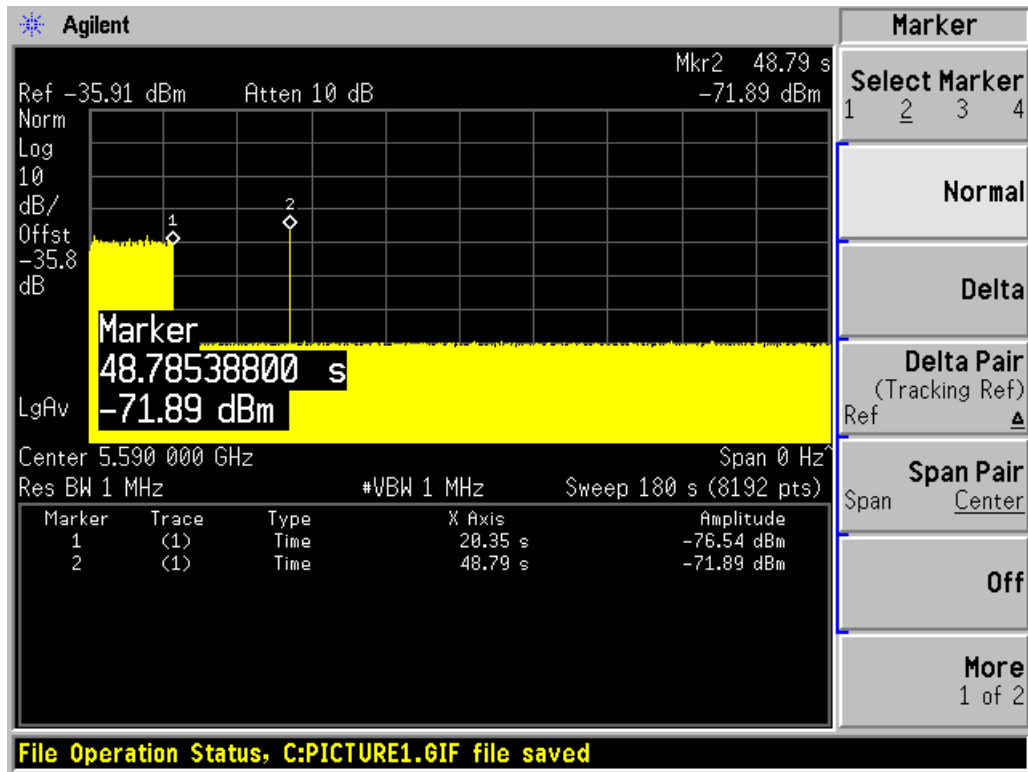 Agilent
Marker
Mkr2 48.79 s
Ref −35.91 dBm Atten 10 dB −71.89 dBm
Norm
Log
10
dB/
Offst
−35.8
dB
1
2
Marker
48.78538800 s
−71.89 dBm
LgAv
Center 5.590 000 GHz Span 0 Hz^
Res BW 1 MHz #VBW 1 MHz Sweep 180 s (8192 pts)
Marker Trace Type X Axis Amplitude
1 (1) Time 20.35 s −76.54 dBm
2 (1) Time 48.79 s −71.89 dBm
File Operation Status, C:PICTURE1.GIF file saved
Select Marker
1 2 3 4
Normal
Delta
Delta Pair
(Tracking Ref)
Ref Δ
Span Pair
Span Center
Off
More
1 of 2